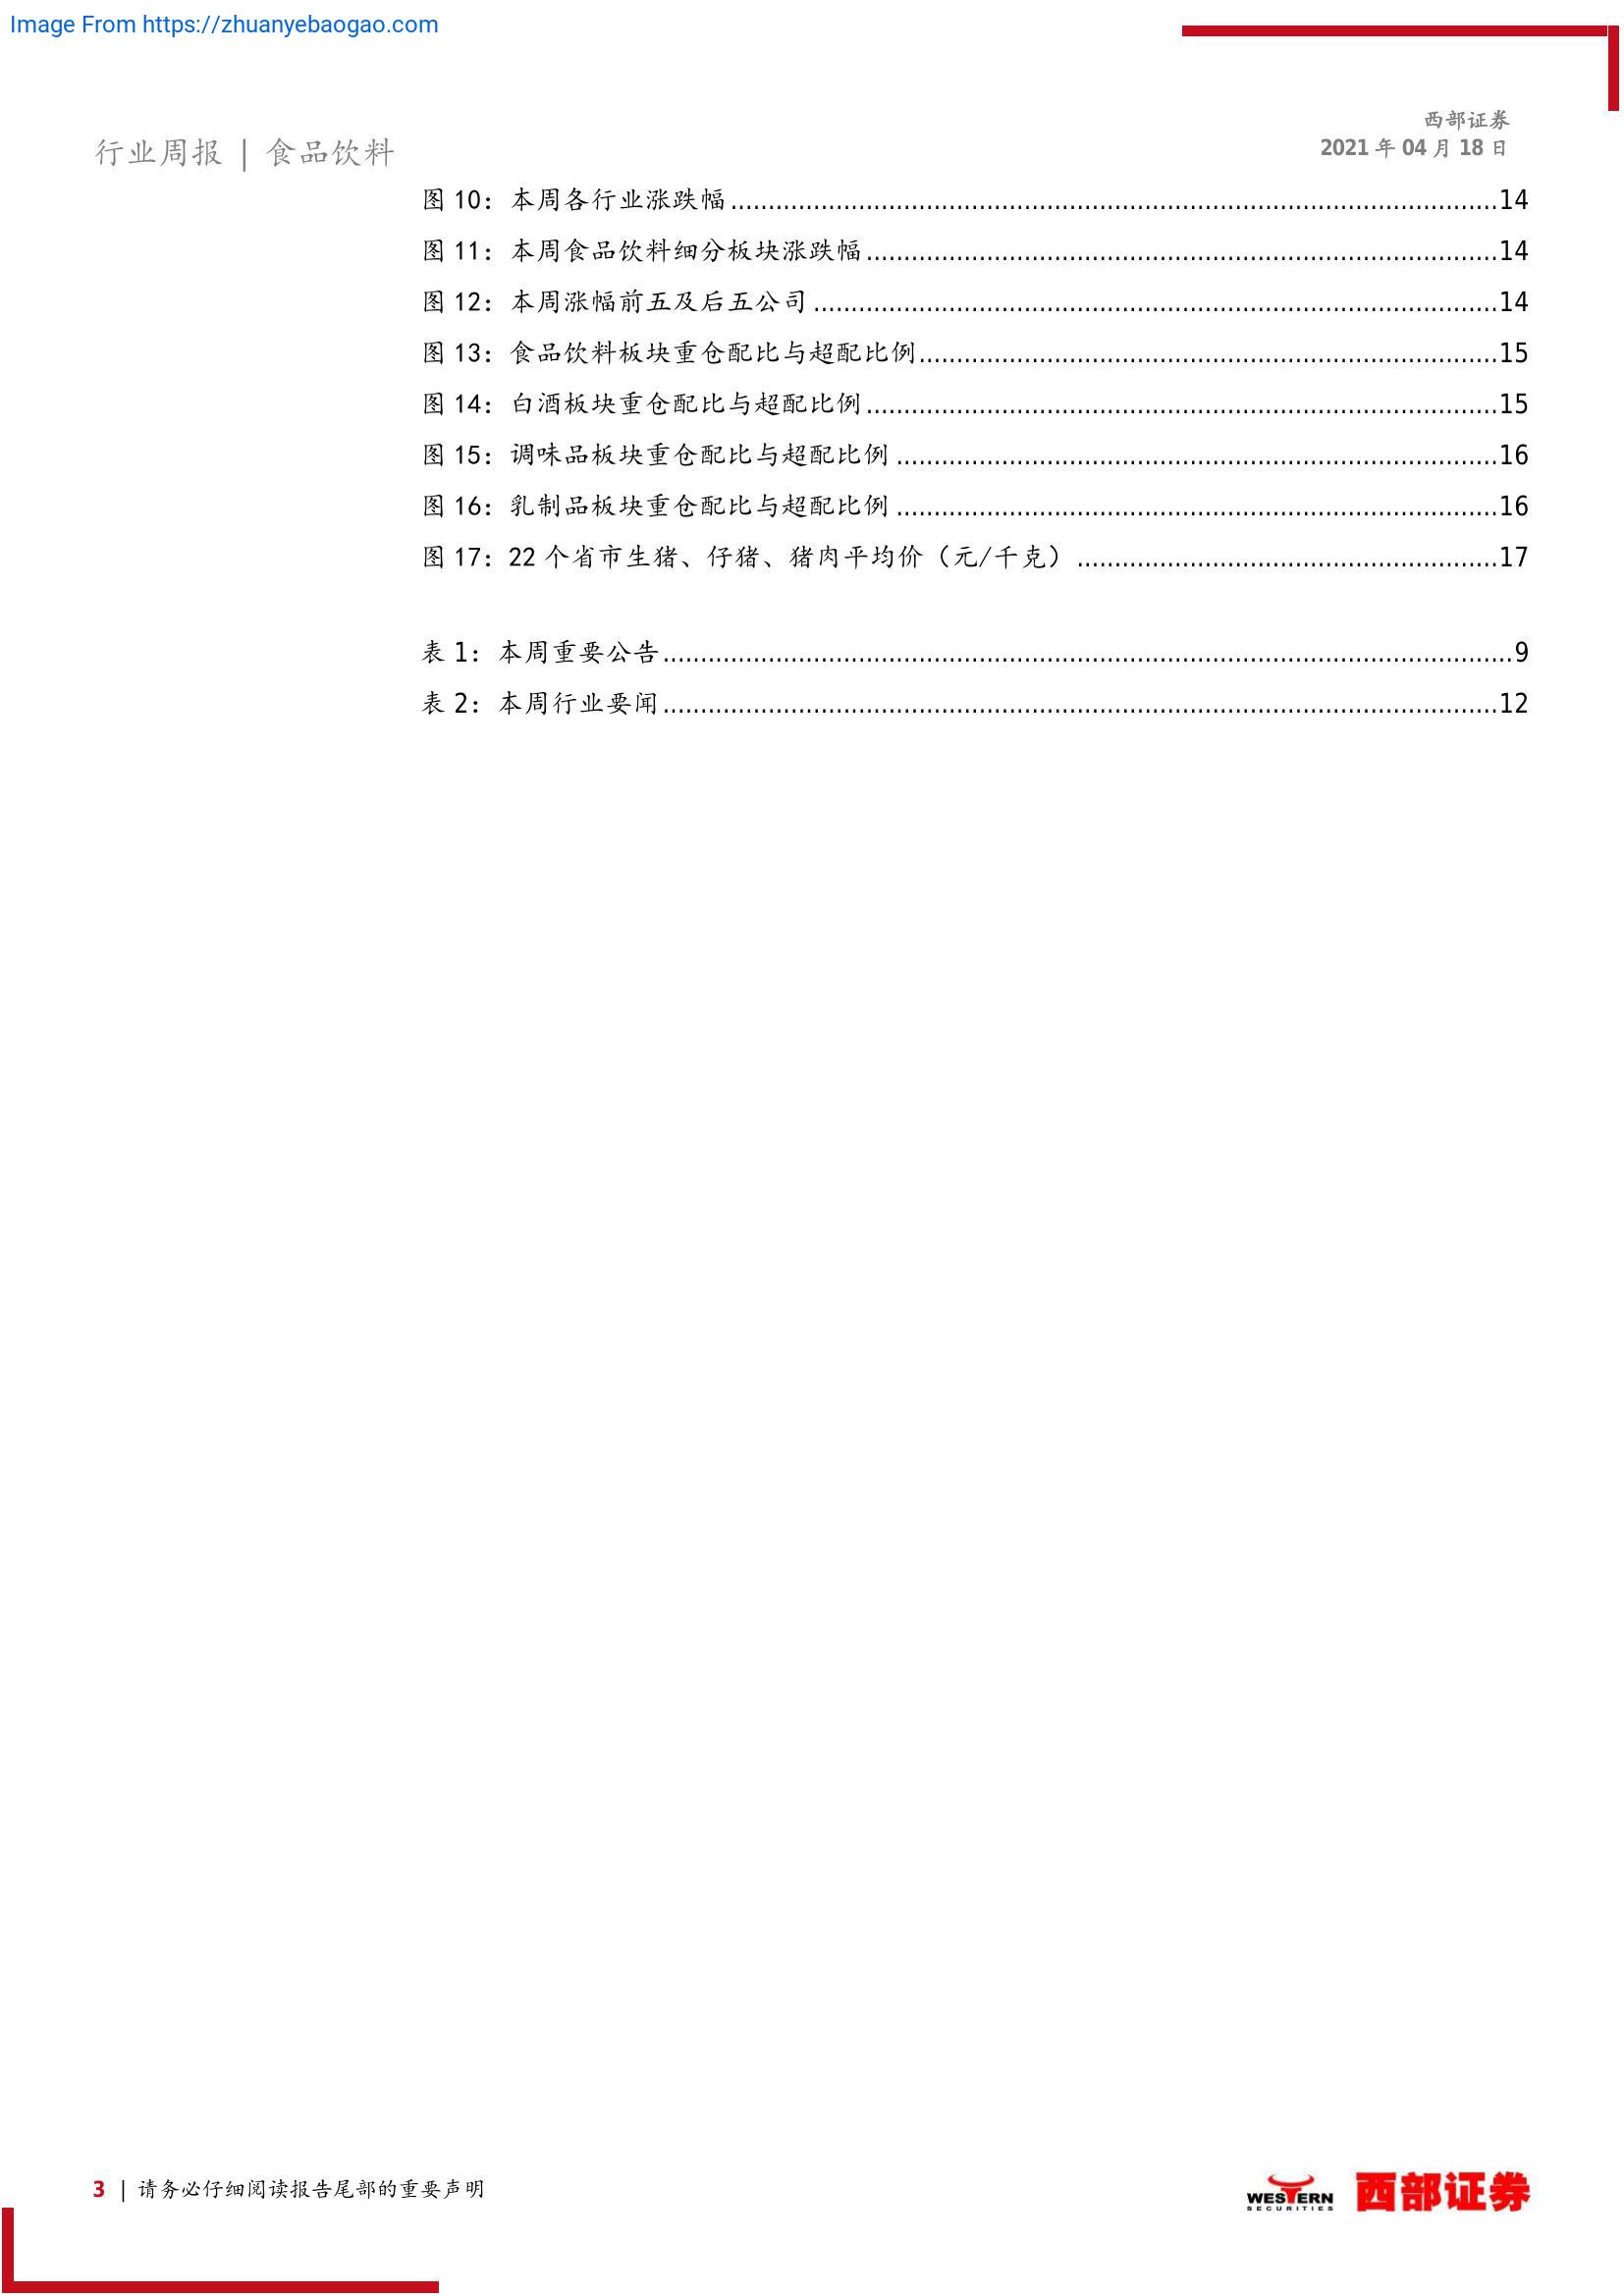 Image From https://zhuanyebaogao.com
西部证券
行业周报 | 食品饮料
2021 年 04 月 18 日
图 10：本周各行业涨跌幅..........14
图 11：本周食品饮料细分板块涨跌幅..........14
图 12：本周涨幅前五及后五公司..........14
图 13：食品饮料板块重仓配比与超配比例..........15
图 14：白酒板块重仓配比与超配比例..........15
图 15：调味品板块重仓配比与超配比例..........16
图 16：乳制品板块重仓配比与超配比例..........16
图 17：22 个省市生猪、仔猪、猪肉平均价（元/千克）..........17
表 1：本周重要公告..........9
表 2：本周行业要闻..........12
3 | 请务必仔细阅读报告尾部的重要声明
WESTERN
SECURITIES
西部证券